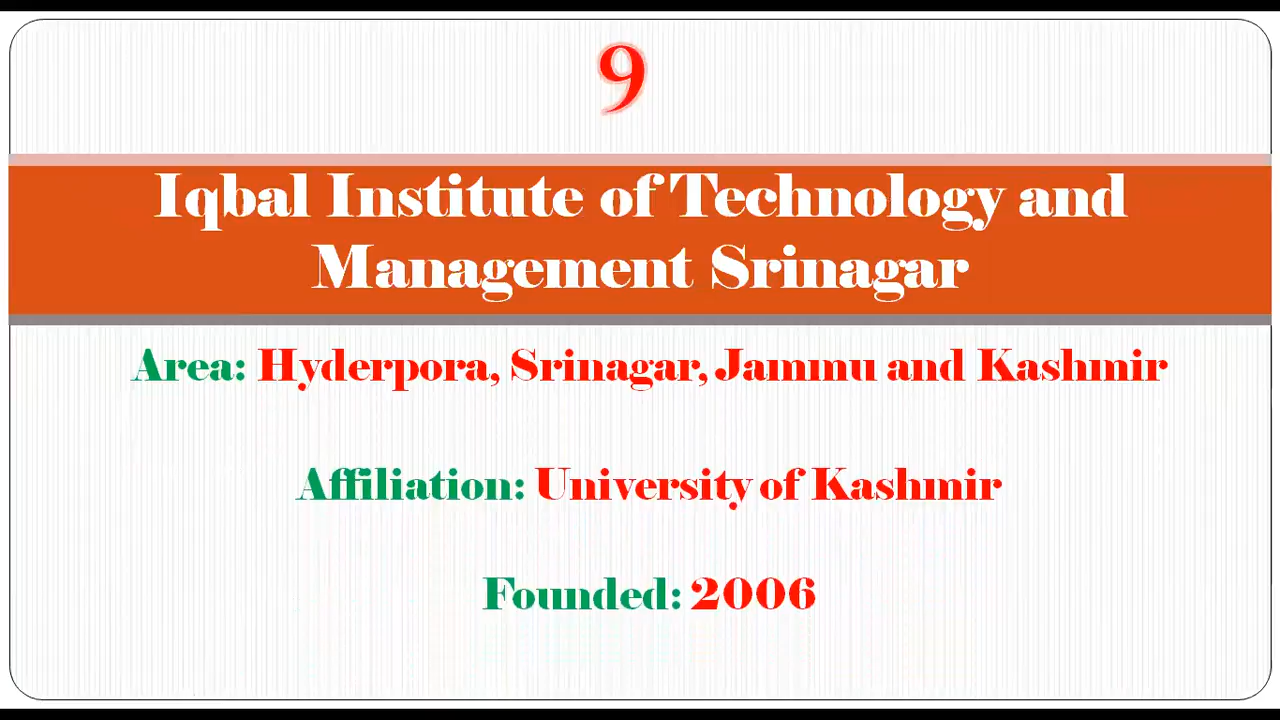 9
Iqbal Institute of Technology and
Management Srinagar
Area: Hyderpora, Srinagar, Jammu and Kashmir
Affiliation: University of Kashmir
Founded: 2006